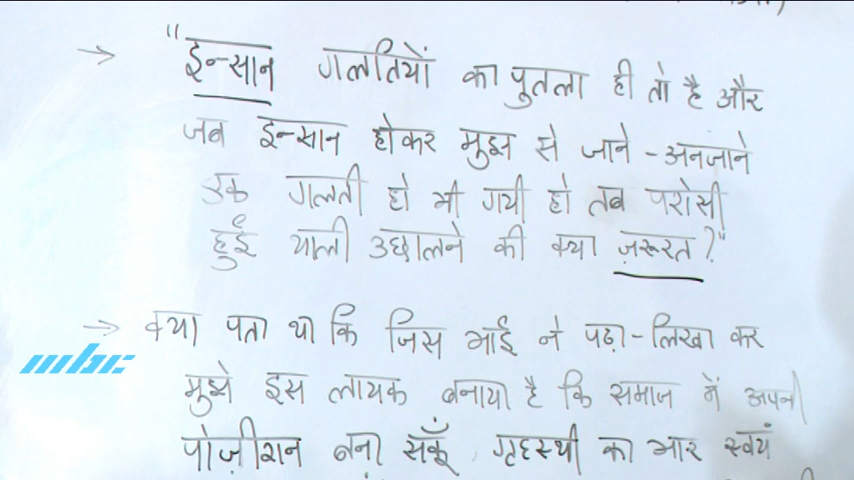 → "इन्सान गलतियों का पुतला ही तो है और
जब इन्सान होकर मुझ से जाने - अनजाने
एक गलती हो भी गयी हो तब परोसी
हुई थाली उछालने की क्या ज़रूरत?"
→ क्या पता था कि जिस भाई ने पढ़ा - लिखा कर
mbc
मुझे इस लायक बनाया है कि समाज में अपनी
पोज़ीशन बना सकूँ, गृहस्थी का भार स्वयं